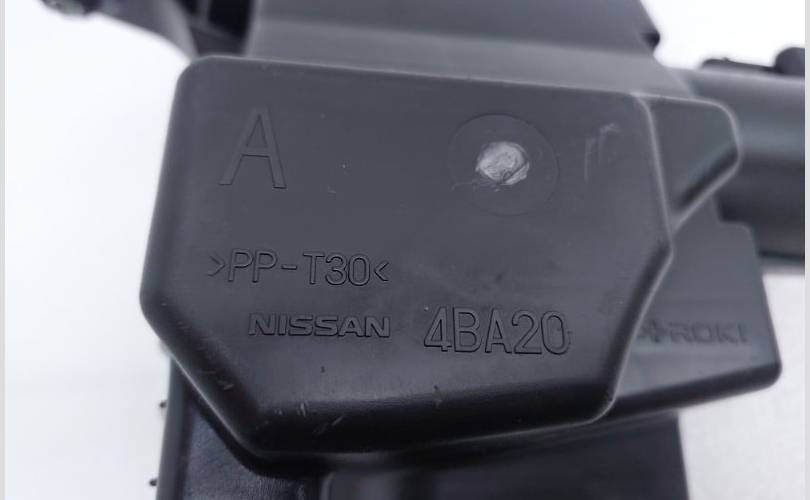 A
>PP-T30<
NISSAN 4BA20
ROKI